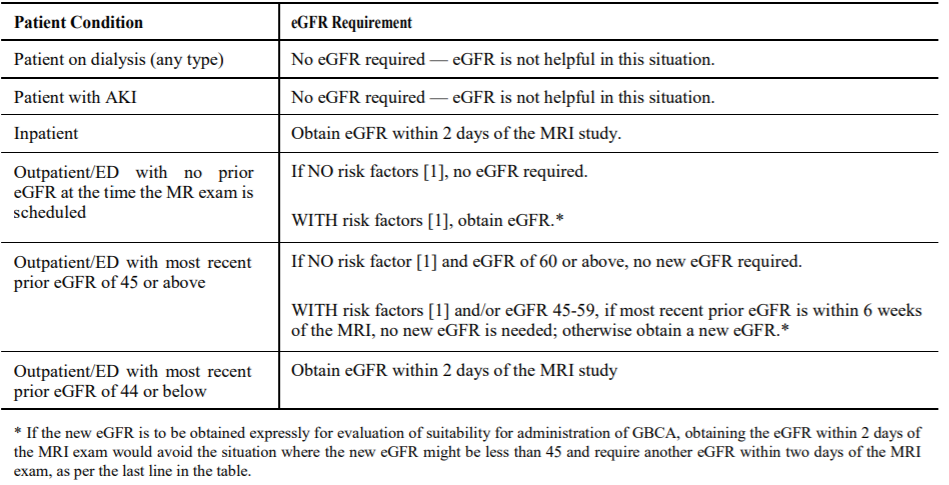 Patient Condition
eGFR Requirement
Patient on dialysis (any type)
No eGFR required — eGFR is not helpful in this situation.
Patient with AKI
No eGFR required — eGFR is not helpful in this situation.
Inpatient
Obtain eGFR within 2 days of the MRI study.
Outpatient/ED with no prior
eGFR at the time the MR exam is
scheduled
If NO risk factors [1], no eGFR required.
WITH risk factors [1], obtain eGFR.*
Outpatient/ED with most recent
prior eGFR of 45 or above
If NO risk factor [1] and eGFR of 60 or above, no new eGFR required.
WITH risk factors [1] and/or eGFR 45-59, if most recent prior eGFR is within 6 weeks
of the MRI, no new eGFR is needed; otherwise obtain a new eGFR.*
Outpatient/ED with most recent
prior eGFR of 44 or below
Obtain eGFR within 2 days of the MRI study
* If the new eGFR is to be obtained expressly for evaluation of suitability for administration of GBCA, obtaining the eGFR within 2 days of
the MRI exam would avoid the situation where the new eGFR might be less than 45 and require another eGFR within two days of the MRI
exam, as per the last line in the table.